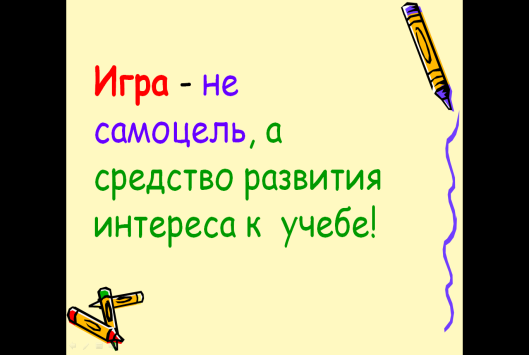 Игра - не
самоцель, а
средство развития
интереса к учебе!